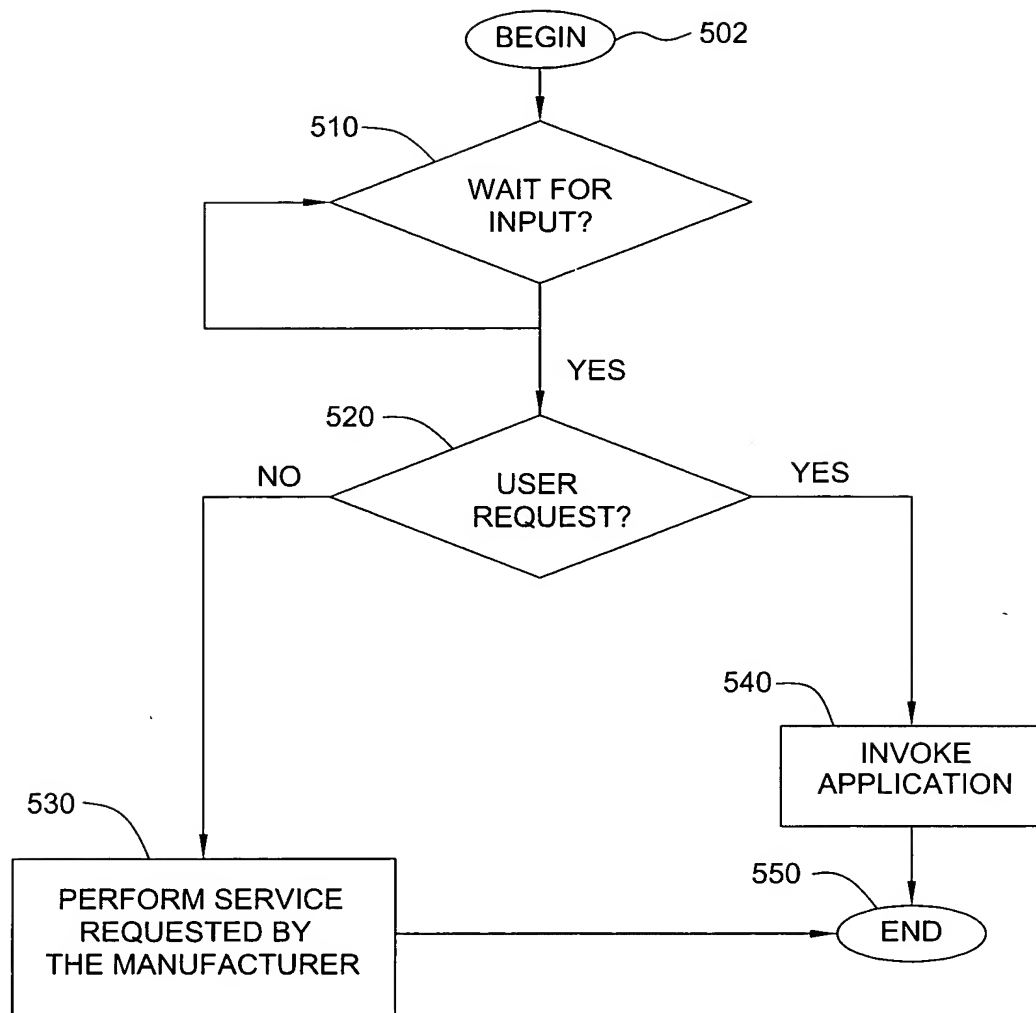 BEGIN
502
510
WAIT FOR
INPUT?
YES
520
NO
USER
REQUEST?
YES
540
INVOKE
APPLICATION
530
550
PERFORM SERVICE
REQUESTED BY
THE MANUFACTURER
END